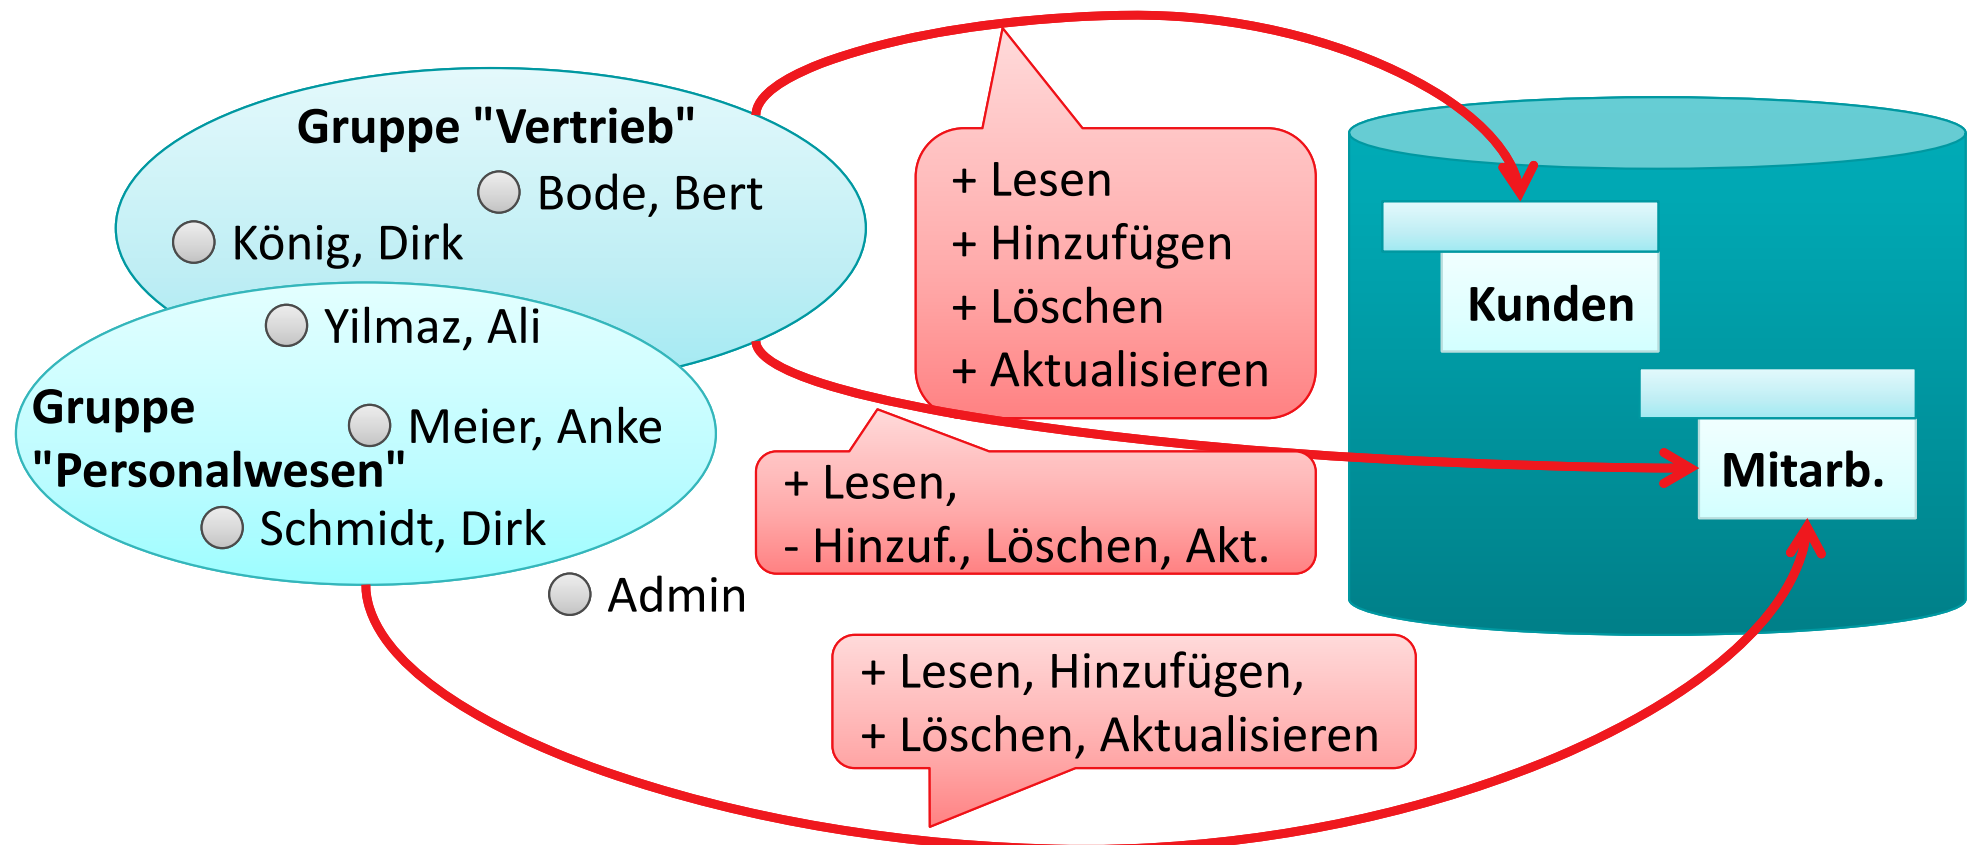 Gruppe "Vertrieb"
Bode, Bert
König, Dirk
Yilmaz, Ali
Gruppe
"Personalwesen"
Meier, Anke
Schmidt, Dirk
Admin
+ Lesen
+ Hinzufügen
+ Löschen
+ Aktualisieren
+ Lesen,
- Hinzuf., Löschen, Akt.
+ Lesen, Hinzufügen,
+ Löschen, Aktualisieren
Kunden
Mitarb.